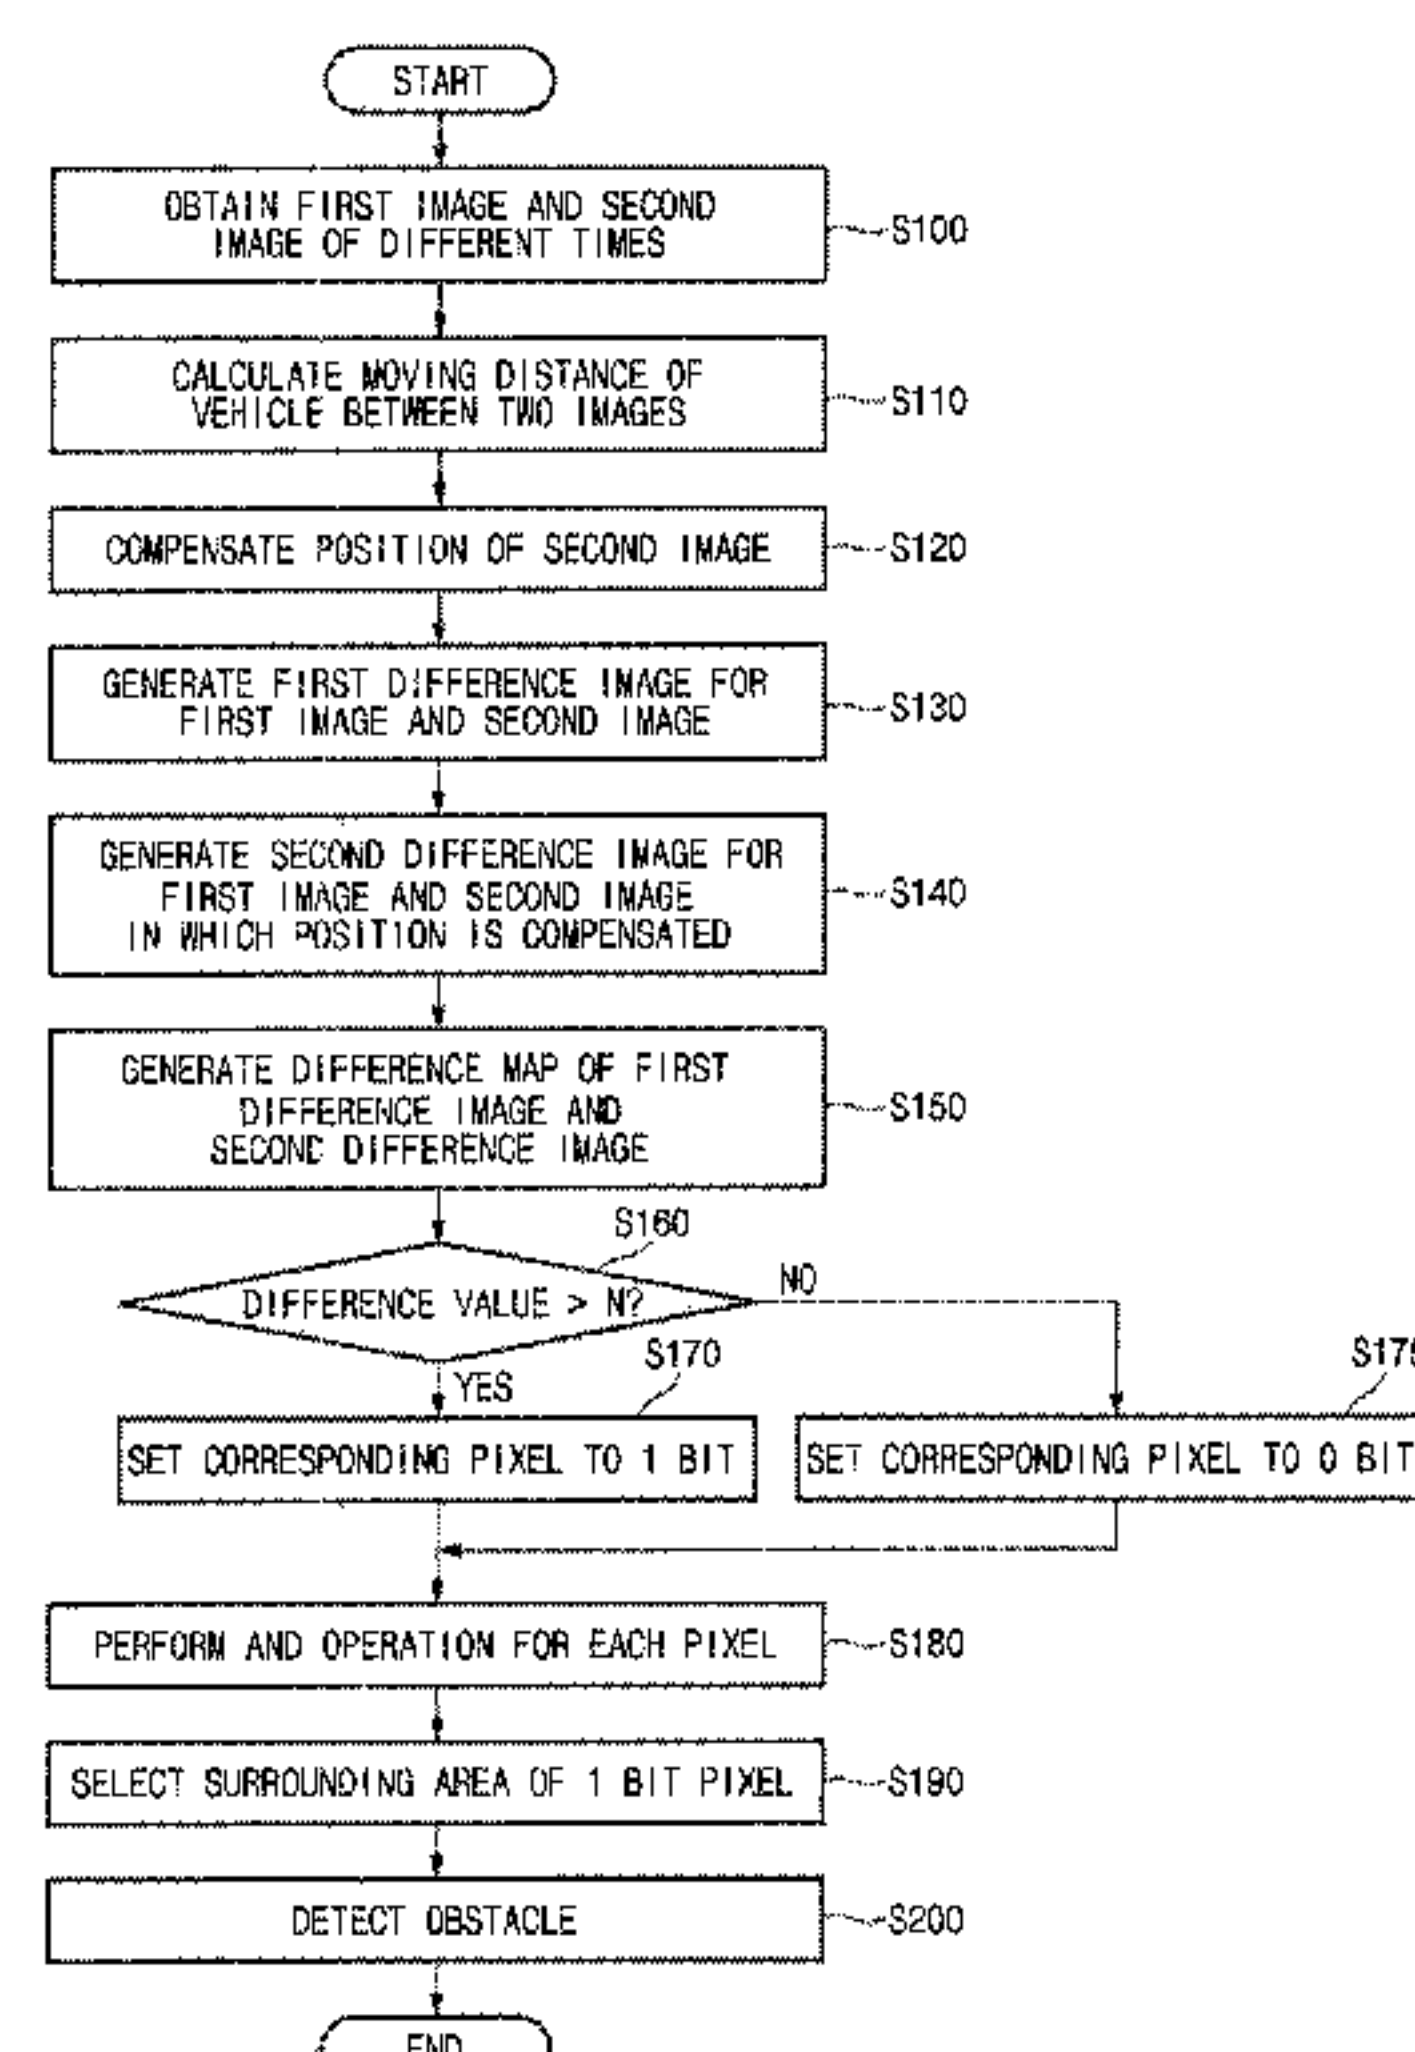 START
OBTAIN FIRST IMAGE AND SECOND
IMAGE OF DIFFERENT TIMES
S100
CALCULATE MOVING DISTANCE OF
VEHICLE BETWEEN TWO IMAGES
S110
COMPENSATE POSITION OF SECOND IMAGE
S120
GENERATE FIRST DIFFERENCE IMAGE FOR
FIRST IMAGE AND SECOND IMAGE
S130
GENERATE SECOND DIFFERENCE IMAGE FOR
FIRST IMAGE AND SECOND IMAGE
IN WHICH POSITION IS COMPENSATED
S140
GENERATE DIFFERENCE MAP OF FIRST
DIFFERENCE IMAGE AND
SECOND DIFFERENCE IMAGE
S150
S160
DIFFERENCE VALUE > N?
NO
YES
S170
SET CORRESPONDING PIXEL TO 1 BIT
SET CORRESPONDING PIXEL TO 0 BIT
PERFORM AND OPERATION FOR EACH PIXEL
S180
SELECT SURROUNDING AREA OF 1 BIT PIXEL
S190
DETECT OBSTACLE
S200
END